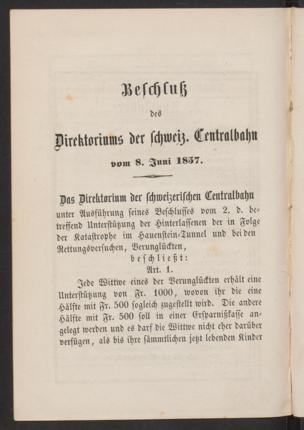 Beschluß
des
Direktoriums der schweiz. Centralbahn
vom 8. Juni 1857.
Das Direktorium der schweizerischen Centralbahn
unter Ausführung seines Beschlusses vom 2. d. be-
treffend Unterstützung der Hinterlassenen der in Folge
der Katastrophe im Hauenstein-Tunnel und bei den
Rettungsversuchen, Verunglückten,
beschließt:
Art. 1.
Jede Wittwe eines der Verunglückten erhält eine
Unterstützung von Fr. 1000, wovon ihr die eine
Hälfte mit Fr. 500 sogleich zugestellt wird. Die andere
Hälfte mit Fr. 500 soll in einer Ersparnißkasse an-
gelegt werden und es darf die Wittwe nicht eher darüber
verfügen, als bis ihre sämmtlichen jetzt lebenden Kinder